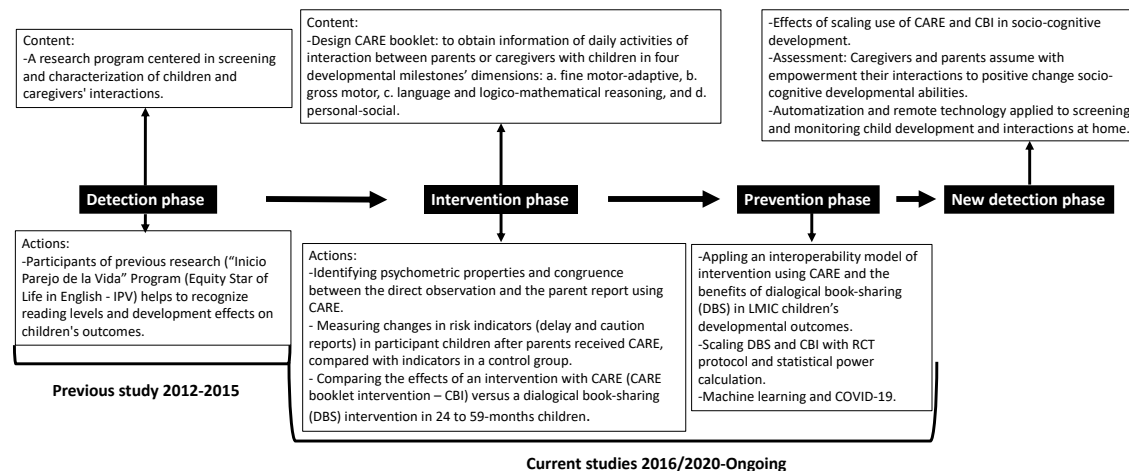 Content:
-A research program centered in screening
and characterization of children and
caregivers' interactions.
Content:
-Design CARE booklet: to obtain information of daily activities of
interaction between parents or caregivers with children in four
developmental milestones' dimensions: a. fine motor-adaptive, b.
gross motor, c. language and logico-mathematical reasoning, and d.
personal-social.
-Effects of scaling use of CARE and CBI in socio-cognitive
development.
-Assessment: Caregivers and parents assume with
empowerment their interactions to positive change socio-
cognitive developmental abilities.
-Automatization and remote technology applied to screening
and monitoring child development and interactions at home.
Detection phase
Intervention phase
Prevention phase
New detection phase
Actions:
-Participants of previous research ("Inicio
Parejo de la Vida" Program (Equity Star of
Life in English - IPV) helps to recognize
reading levels and development effects on
children's outcomes.
Actions:
-Identifying psychometric properties and congruence
between the direct observation and the parent report using
CARE.
- Measuring changes in risk indicators (delay and caution
reports) in participant children after parents received CARE,
compared with indicators in a control group.
-Comparing the effects of an intervention with CARE (CARE
booklet intervention – CBI) versus a dialogical book-sharing
(DBS) intervention in 24 to 59-months children.
-Applying an interoperability model of
intervention using CARE and the
benefits of dialogical book-sharing
(DBS) in LMIC children's
developmental outcomes.
-Scaling DBS and CBI with RCT
protocol and statistical power
calculation.
-Machine learning and COVID-19.
Previous study 2012-2015
Current studies 2016/2020-Ongoing